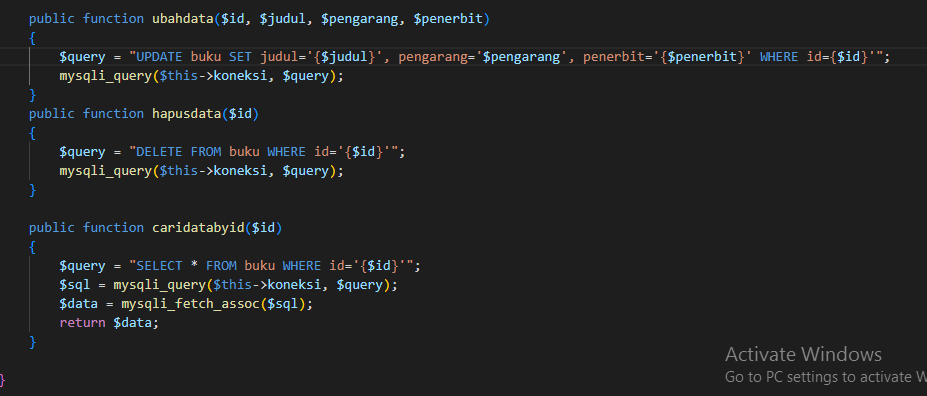 public function ubahdata($id, $judul, $pengarang, $penerbit)
{
$query = "UPDATE buku SET judul='{$judul}', pengarang='$pengarang', penerbit='{$penerbit}' WHERE id={$id}'";
mysqli_query($this->koneksi, $query);
}
public function hapusdata($id)
{
$query = "DELETE FROM buku WHERE id='{$id}'";
mysqli_query($this->koneksi, $query);
}
public function caridatabyid($id)
{
$query = "SELECT * FROM buku WHERE id='{$id}'";
$sql = mysqli_query($this->koneksi, $query);
$data = mysqli_fetch_assoc($sql);
return $data;
}
}
Activate Windows
Go to PC settings to activate W